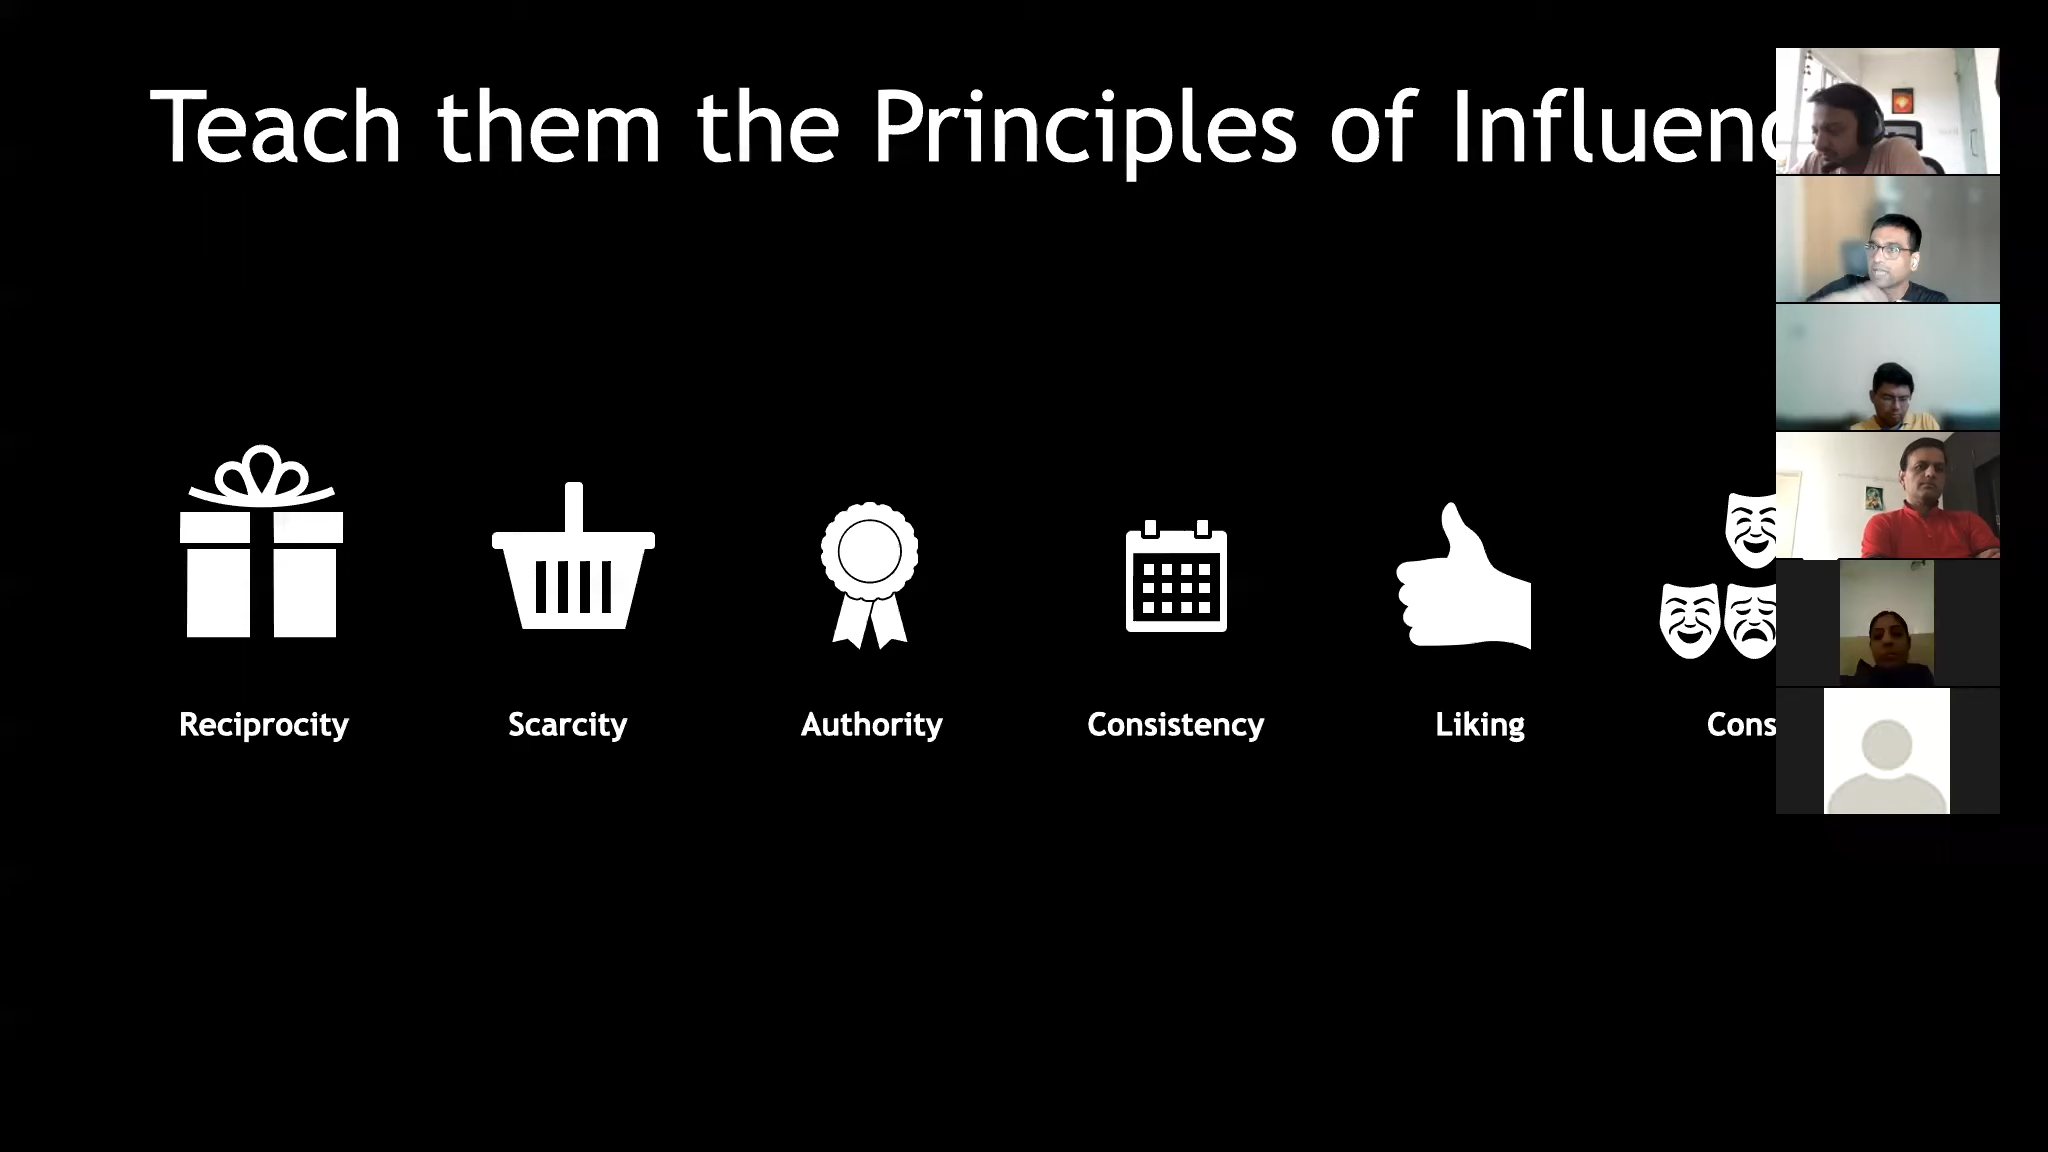 Teach them the Principles of Influenc
Reciprocity Scarcity Authority Consistency Liking Cons